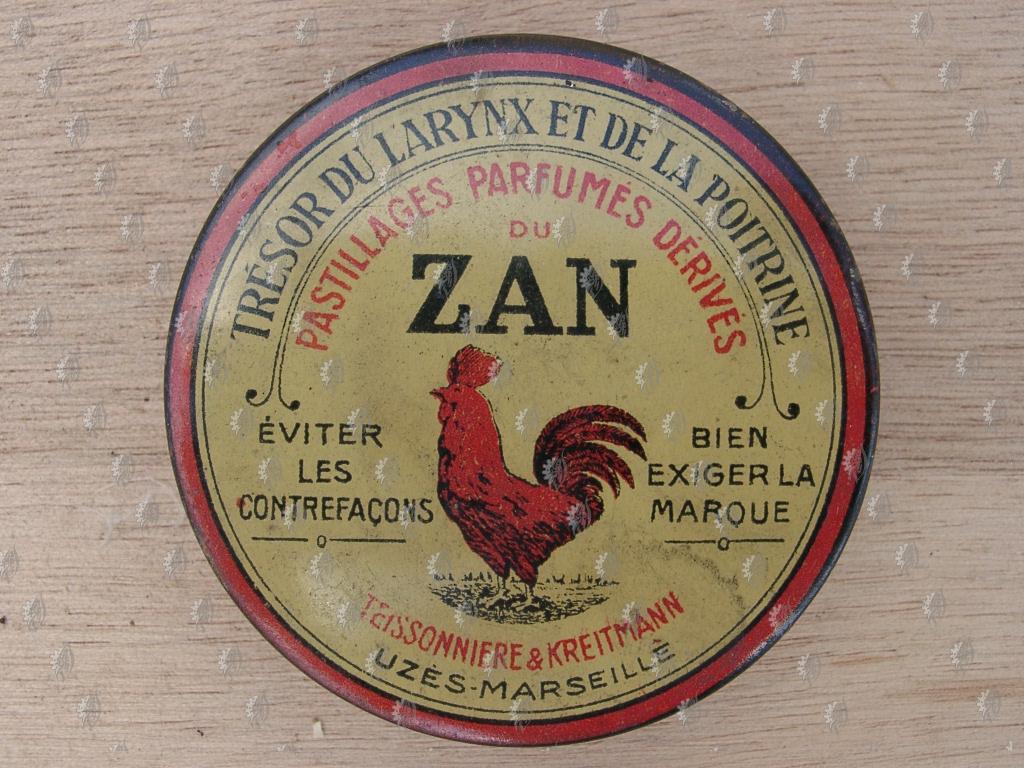 TRÉSOR DU LARYNX ET DE LA POITRINE
PASTILLAGES PARFUMÉS DÉRIVÉS
DU
ZAN
ÉVITER
LES
CONTREFAÇONS
BIEN
EXIGER LA
MARQUE
TEISSONNIERE & KREITMANN
UZÈS-MARSEILLE